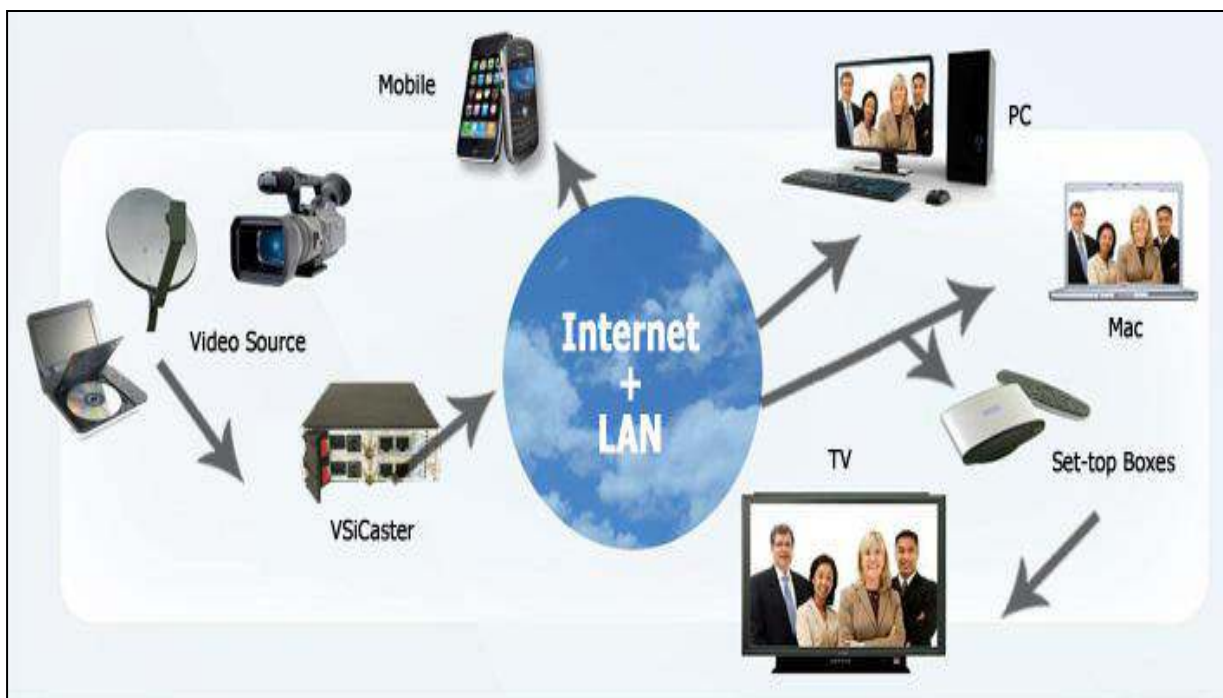 Mobile
PC
Video Source
Internet
+
LAN
Mac
TV
Set-top Boxes
VSiCaster